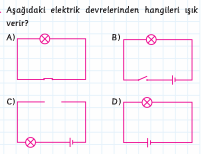 Aşağıdaki elektrik devrelerinden hangileri ışık
verir?
A) B)
C) D)